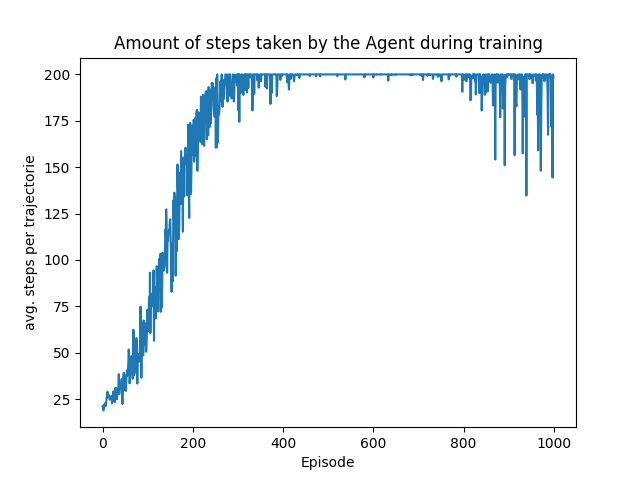 Amount of steps taken by the Agent during training
avg. steps per trajectorie
200
175
150
125
100
75
50
25
0 200 400 600 800 1000
Episode